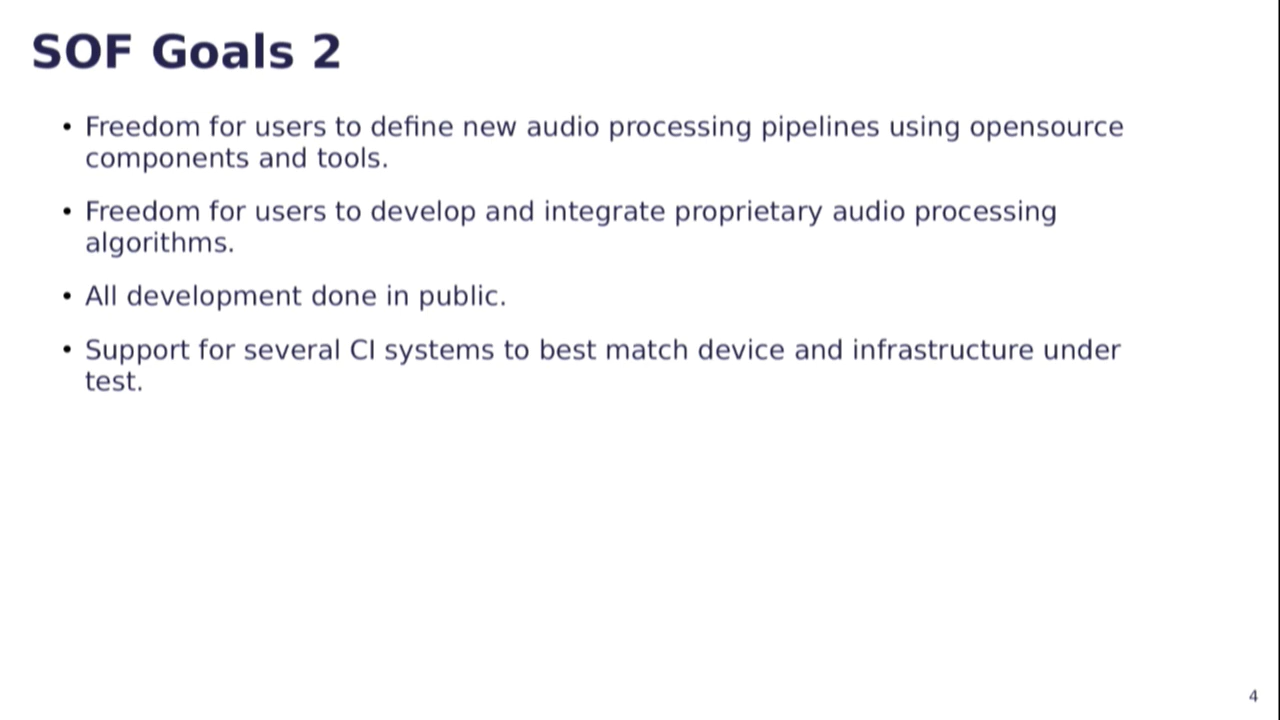 SOF Goals 2
• Freedom for users to define new audio processing pipelines using opensource
components and tools.
• Freedom for users to develop and integrate proprietary audio processing
algorithms.
• All development done in public.
• Support for several CI systems to best match device and infrastructure under
test.
4